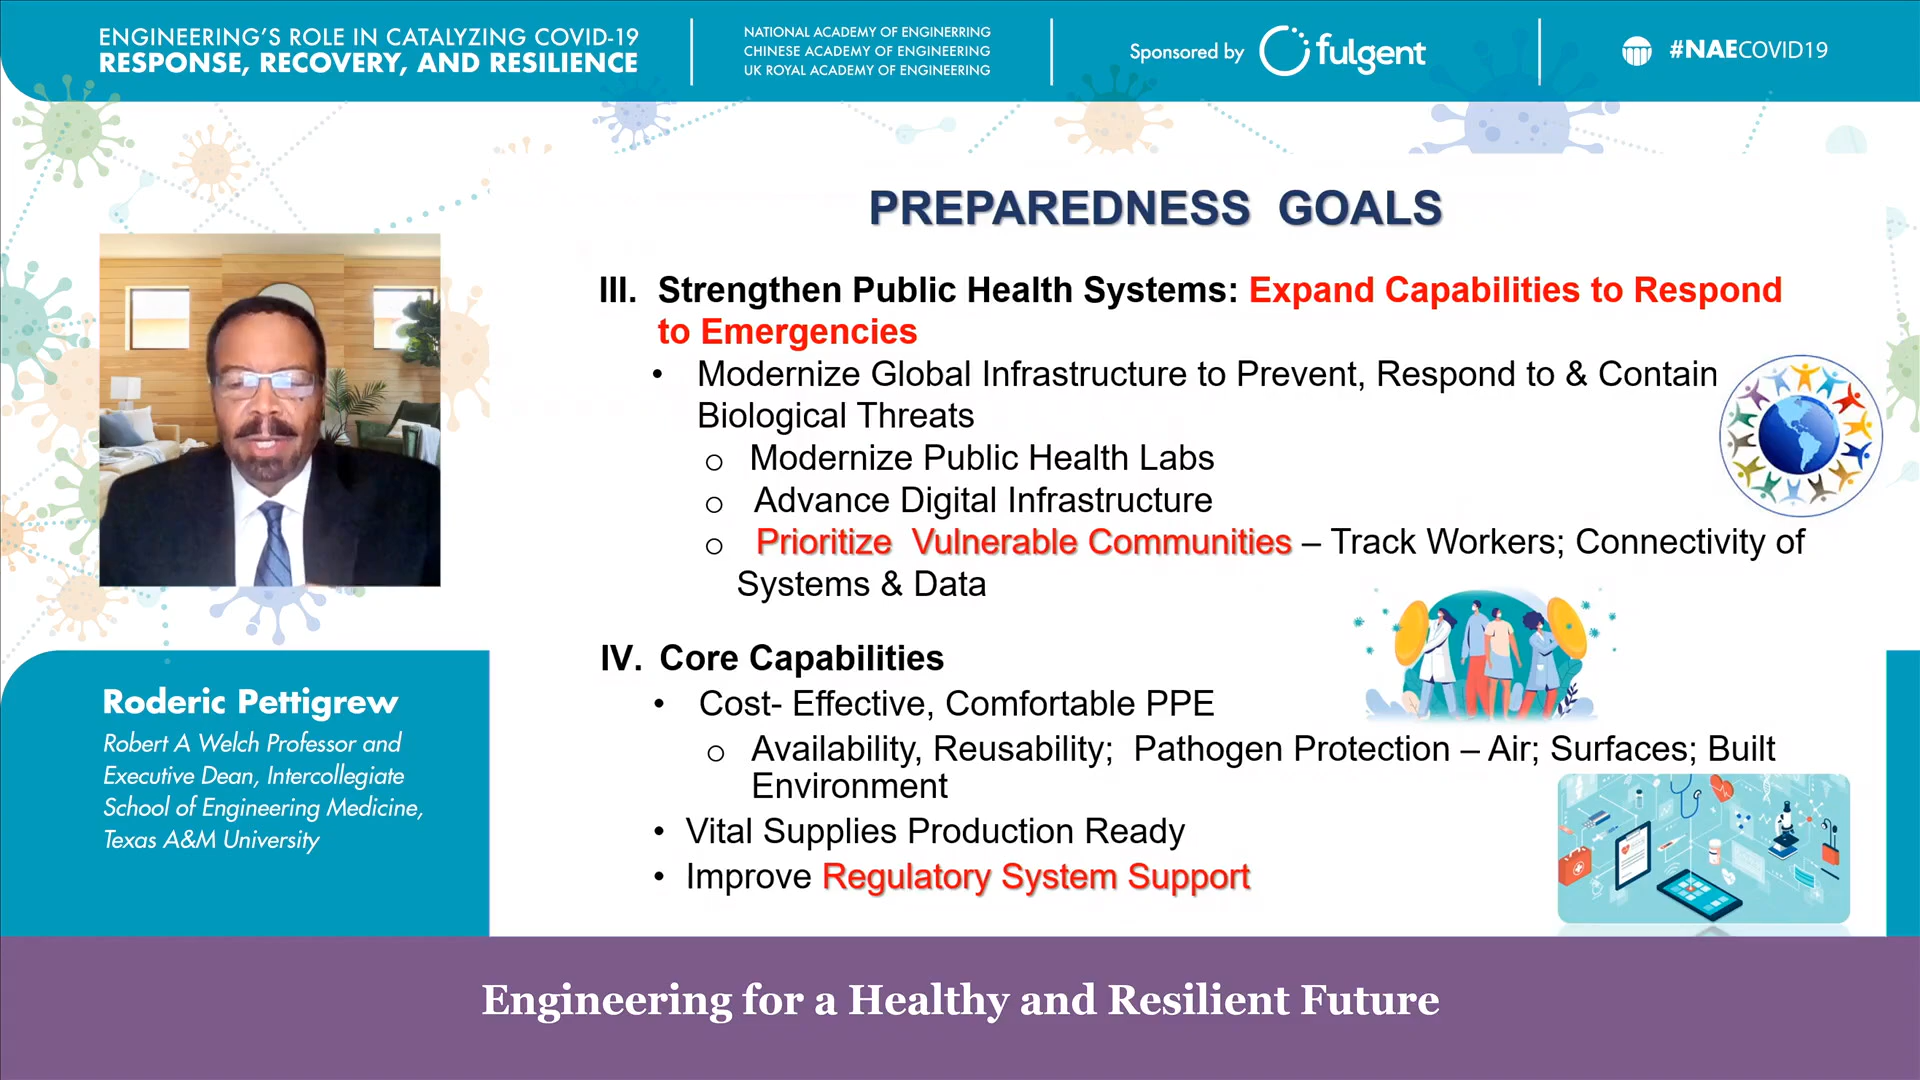 ENGINEERING'S ROLE IN CATALYZING COVID-19
RESPONSE, RECOVERY, AND RESILIENCE
NATIONAL ACADEMY OF ENGINERRING
CHINESE ACADEMY OF ENGINEERING
UK ROYAL ACADEMY OF ENGINEERING
Sponsored by fulgent
#NAECOVID19
PREPAREDNESS GOALS
III. Strengthen Public Health Systems: Expand Capabilities to Respond
to Emergencies
• Modernize Global Infrastructure to Prevent, Respond to & Contain
Biological Threats
o Modernize Public Health Labs
o Advance Digital Infrastructure
o Prioritize Vulnerable Communities – Track Workers; Connectivity of
Systems & Data
IV. Core Capabilities
• Cost- Effective, Comfortable PPE
o Availability, Reusability; Pathogen Protection – Air; Surfaces; Built
Environment
• Vital Supplies Production Ready
• Improve Regulatory System Support
Roderic Pettigrew
Robert A Welch Professor and
Executive Dean, Intercollegiate
School of Engineering Medicine,
Texas A&M University
Engineering for a Healthy and Resilient Future